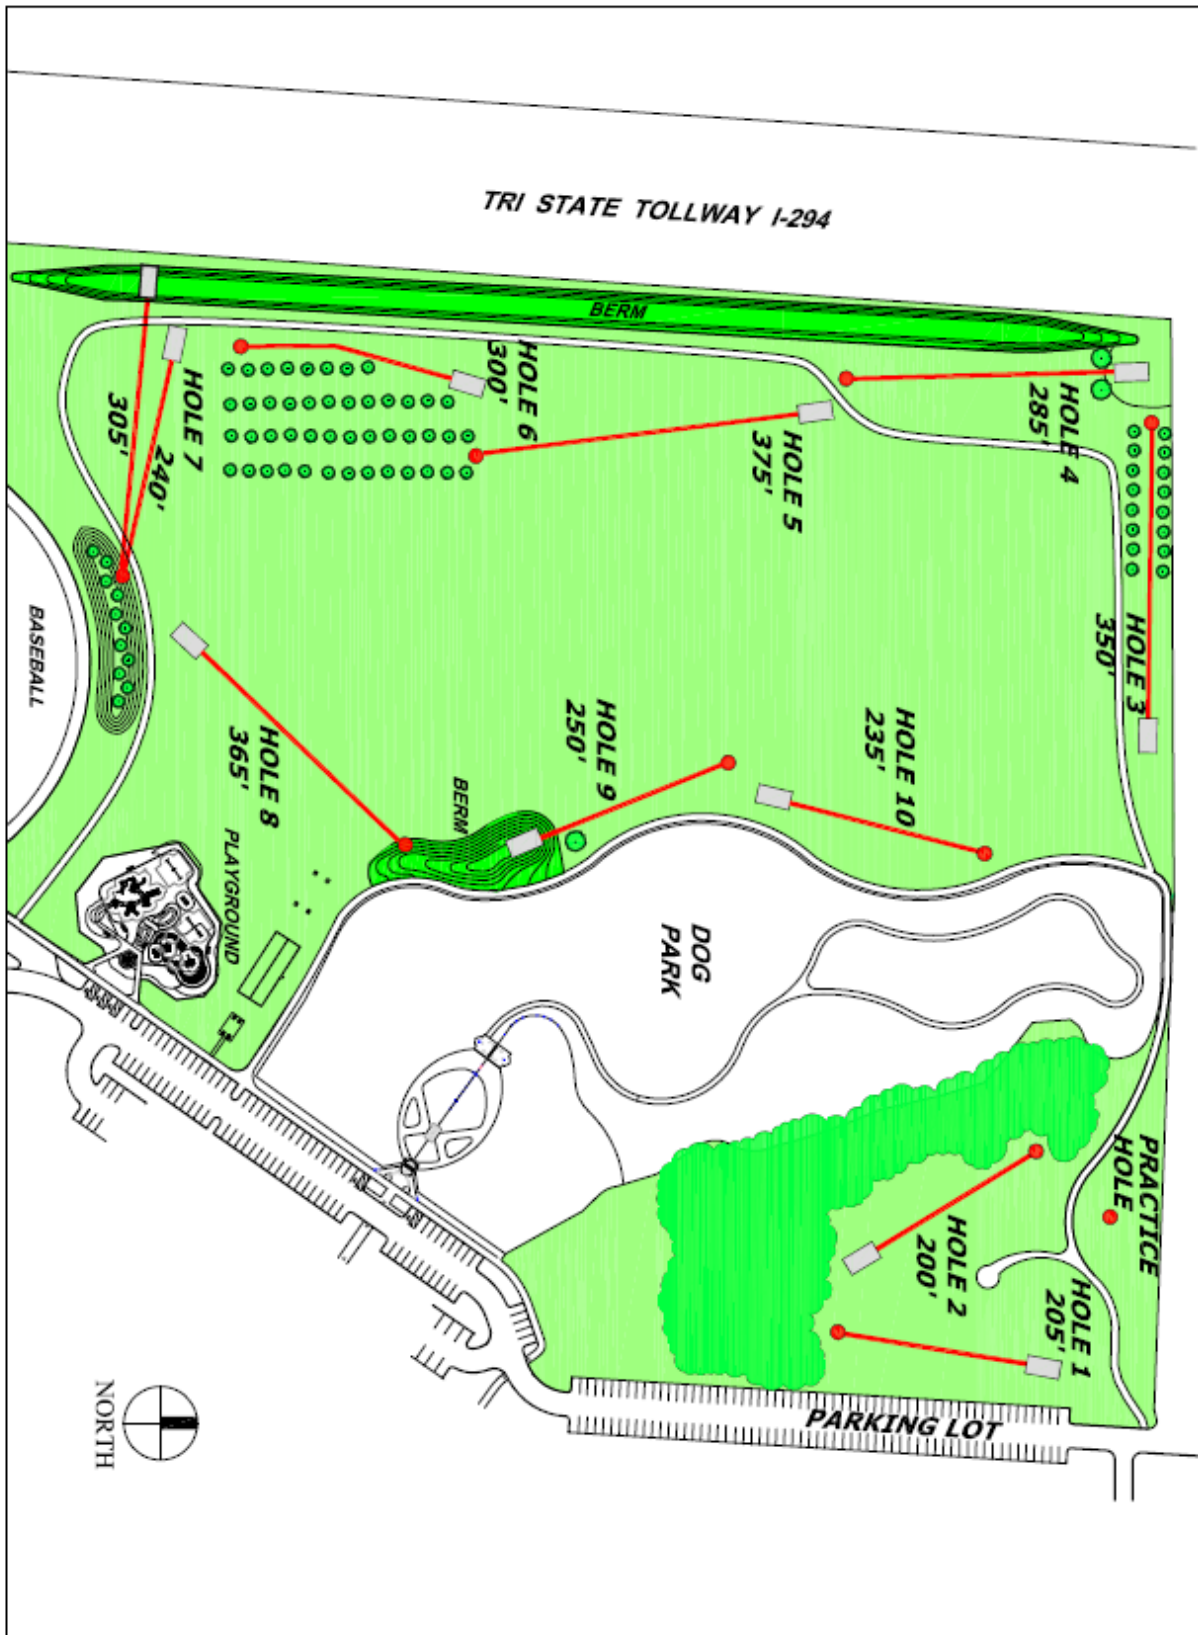 TRI STATE TOLLWAY I-294
BERM
HOLE 6
300'
HOLE 4
285'
HOLE 7
240'
305'
HOLE 5
375'
HOLE 3
350'
BASEBALL
HOLE 8
365'
HOLE 9
250'
HOLE 10
235'
BERM
PLAYGROUND
DOG
PARK
PRACTICE
HOLE
HOLE 2
200'
HOLE 1
205'
PARKING LOT
NORTH